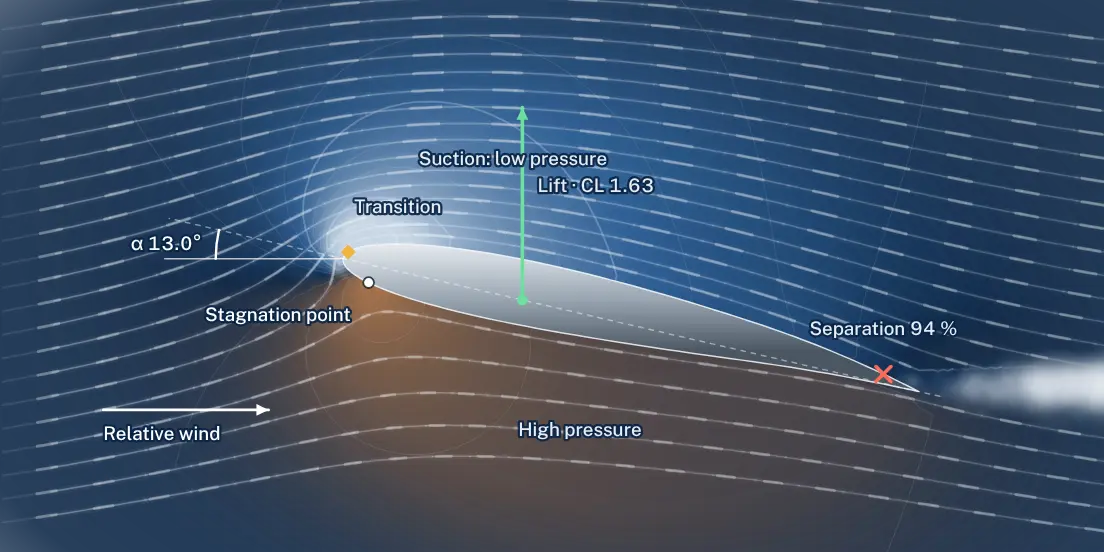 Suction: low pressure
Lift · CL 1.63
Transition
α 13.0°
Stagnation point
Separation 94 %
Relative wind
High pressure